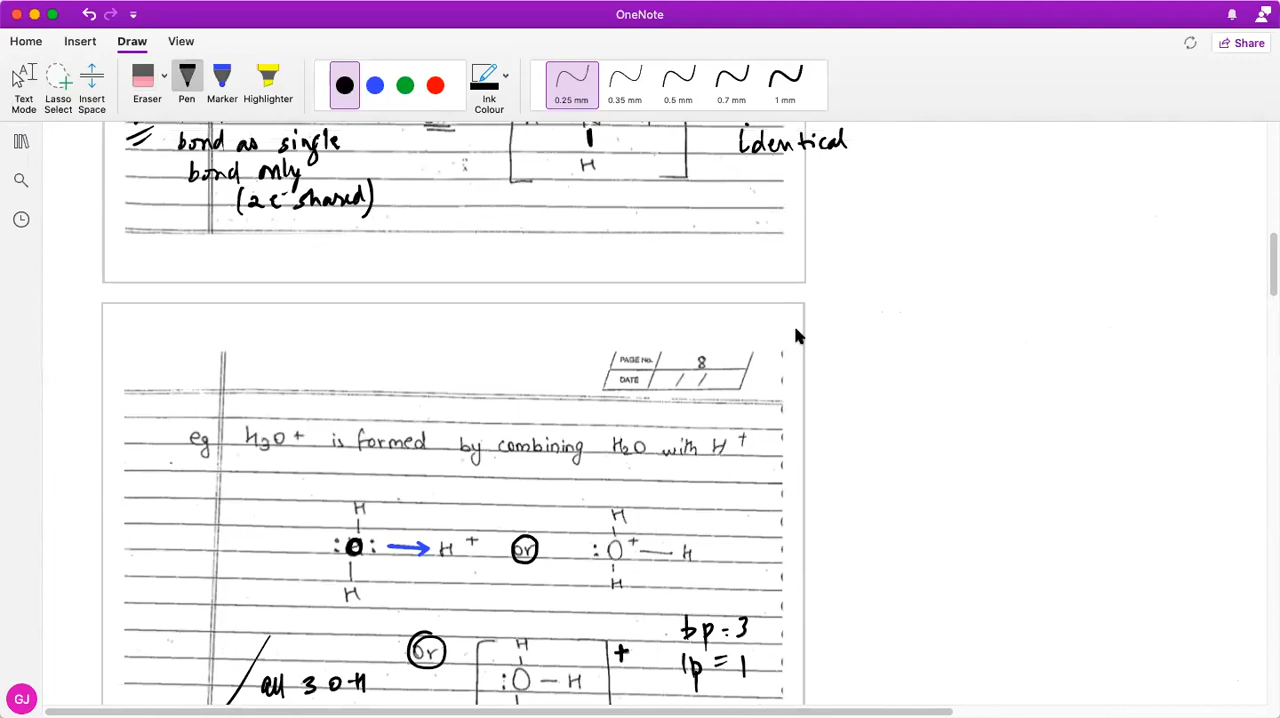 OneNote
Home Insert Draw View
Share
Text Mode
Lasso Select
Insert Space
Eraser
Pen
Marker
Highlighter
Ink Colour
0.25 mm
0.35 mm
0.5 mm
0.7 mm
1 mm
bond as single
bond only
(2e⁻ shared)
H
identical
PAGE No. 8
DATE / /
eg H₃O⁺ is formed by combining H₂O with H⁺
H
:O: → H⁺
H
or
H
:O⁺—H
H
bp = 3
lp = 1
or
H
:O—H
+
all 3 O-H
GJ